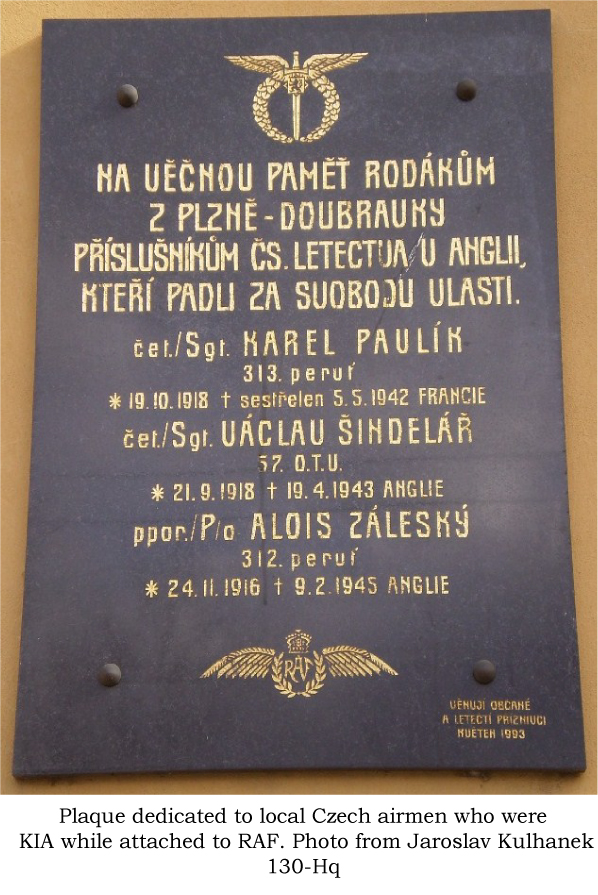 NA VĚČNOU PAMĚŤ RODÁKŮM
Z PLZNĚ-DOUBRAVKY
PŘÍSLUŠNÍKŮM ČS. LETECTVA V ANGLII,
KTEŘÍ PADLI ZA SVOBODU VLASTI.
čet./Sgt. KAREL PAULÍK
313. peruť
* 19.10.1918 † sestřelen 5.5.1942 FRANCIE
čet./Sgt. VÁCLAV ŠINDELÁŘ
57. O.T.U.
* 21.9.1918 † 19.4.1943 ANGLIE
ppor./P/o ALOIS ZÁLESKÝ
312. peruť
* 24.11.1916 † 9.2.1945 ANGLIE
RAF
VĚNUJÍ OBČANÉ
A LETEČTÍ PŘÍZNIVCI
KVĚTEN 1993
Plaque dedicated to local Czech airmen who were
KIA while attached to RAF. Photo from Jaroslav Kulhanek
130-Hq